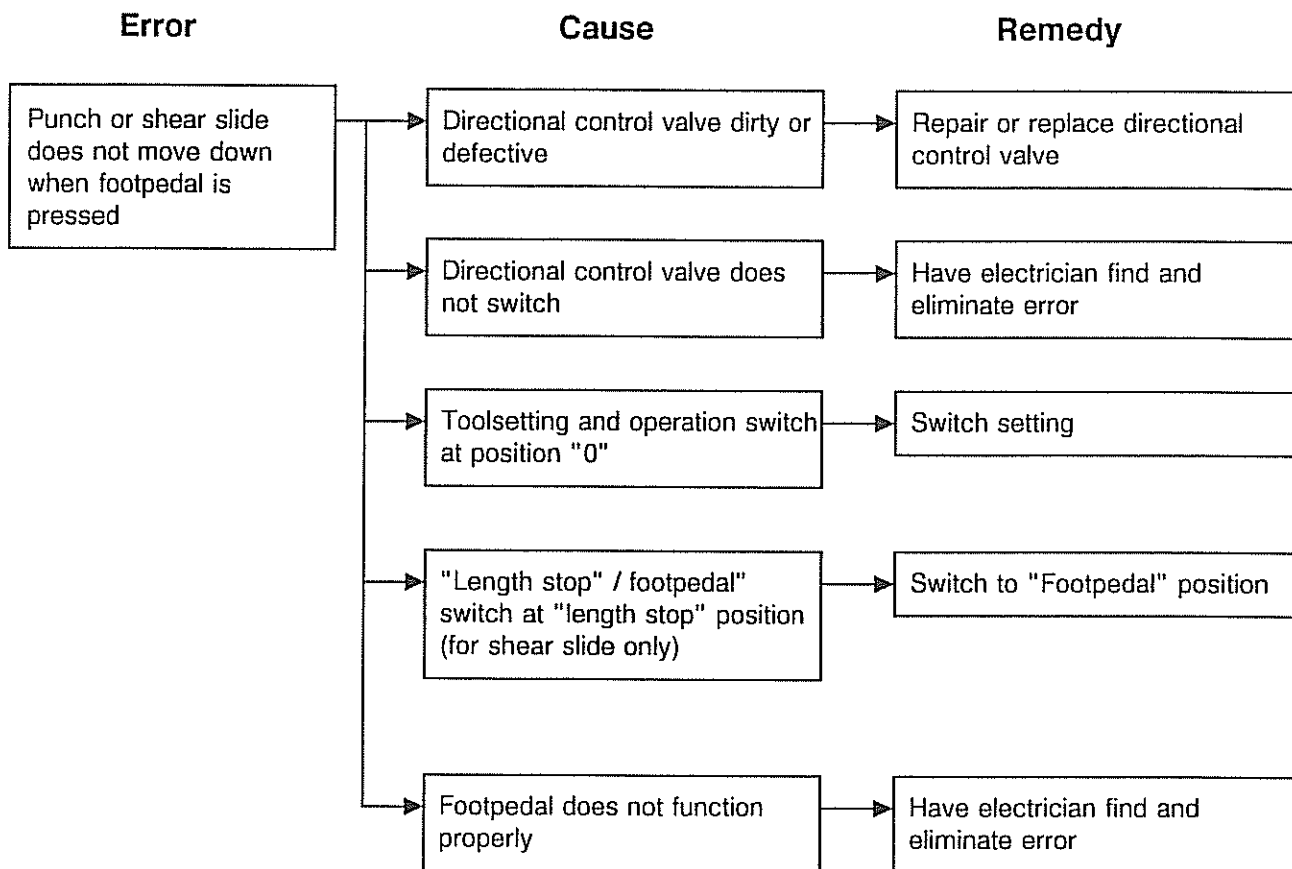 Error
Cause
Remedy
Punch or shear slide
does not move down
when footpedal is
pressed
Directional control valve dirty or
defective
Repair or replace directional
control valve
Directional control valve does
not switch
Have electrician find and
eliminate error
Toolsetting and operation switch
at position "0"
Switch setting
"Length stop" / footpedal"
switch at "length stop" position
(for shear slide only)
Switch to "Footpedal" position
Footpedal does not function
properly
Have electrician find and
eliminate error